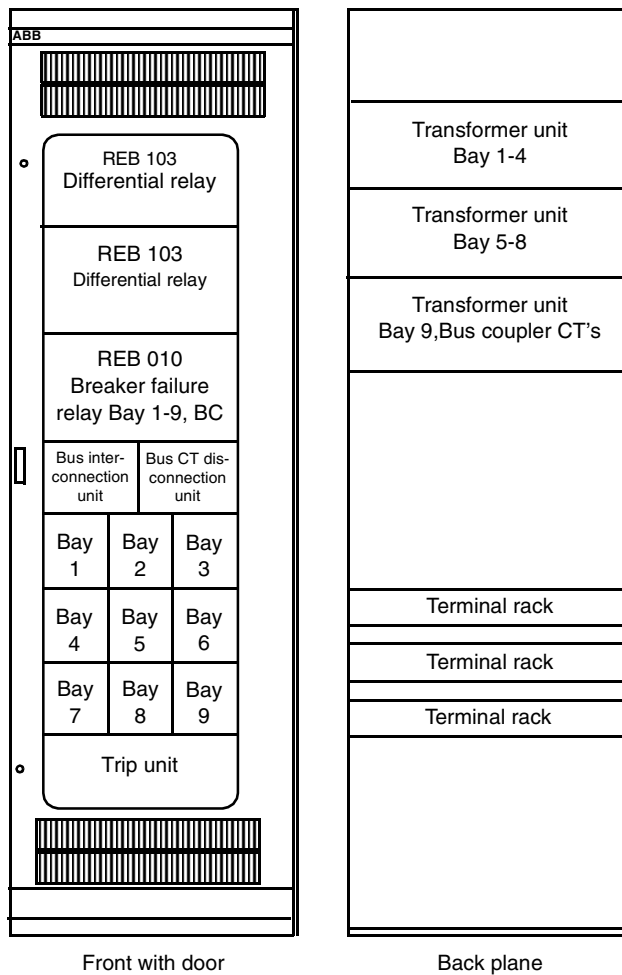 ABB
REB 103
Differential relay
REB 103
Differential relay
REB 010
Breaker failure
relay Bay 1-9, BC
Bus inter-
connection
unit
Bus CT dis-
connection
unit
Bay
1
Bay
2
Bay
3
Bay
4
Bay
5
Bay
6
Bay
7
Bay
8
Bay
9
Trip unit
Front with door
Transformer unit
Bay 1-4
Transformer unit
Bay 5-8
Transformer unit
Bay 9,Bus coupler CT's
Terminal rack
Terminal rack
Terminal rack
Back plane